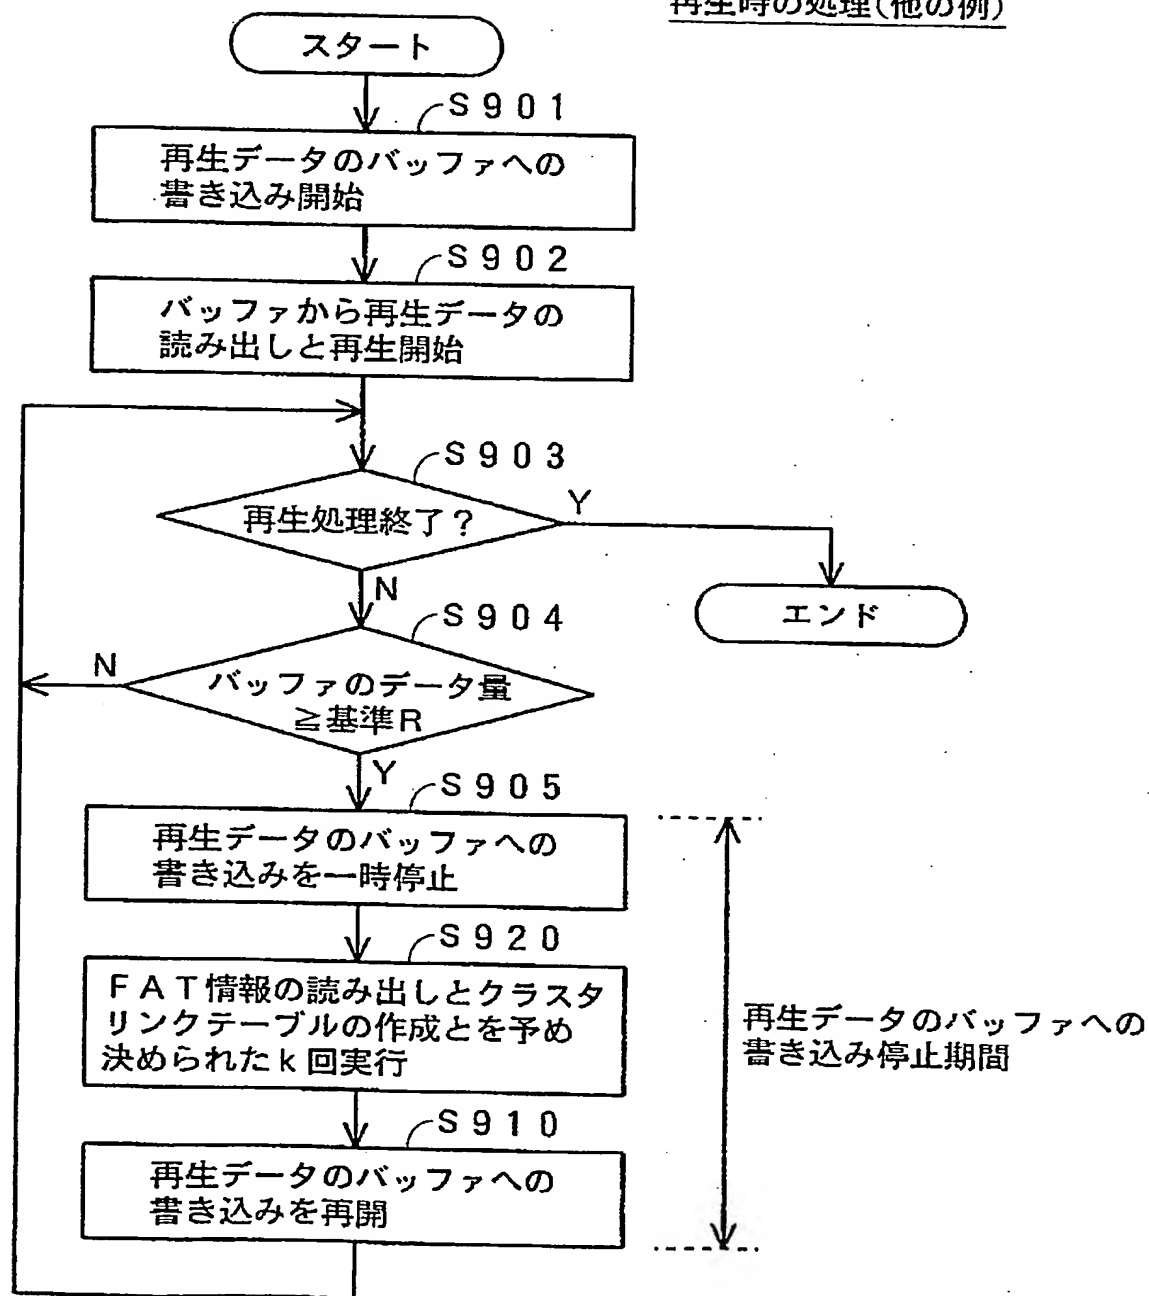 再生時の処理(他の例)
スタート
S901
再生データのバッファへの
書き込み開始
S902
バッファから再生データの
読み出しと再生開始
S903
再生処理終了?
Y
N
エンド
S904
バッファのデータ量
≧基準R
N
Y
S905
再生データのバッファへの
書き込みを一時停止
S920
FAT情報の読み出しとクラスタ
リンクテーブルの作成とを予め
決められたk回実行
再生データのバッファへの
書き込み停止期間
S910
再生データのバッファへの
書き込みを再開